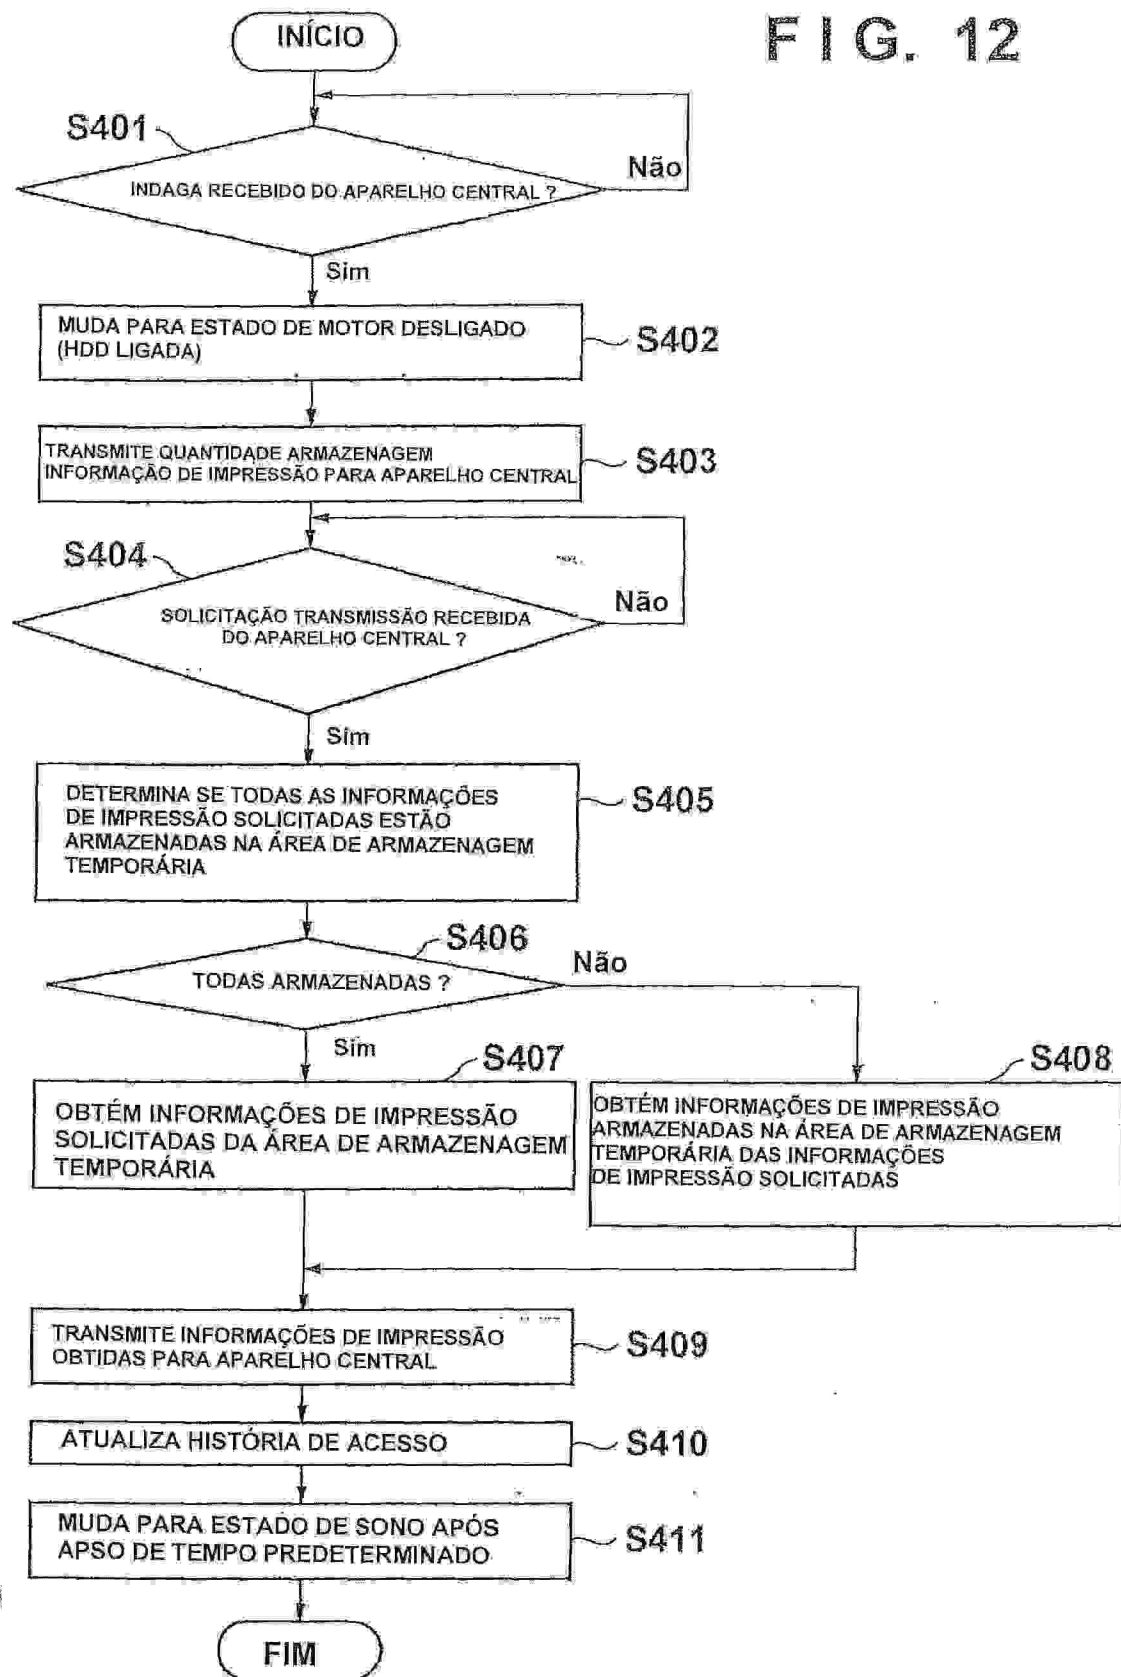 INÍCIO
FIG. 12
S401
Não
INDAGA RECEBIDO DO APARELHO CENTRAL ?
Sim
MUDA PARA ESTADO DE MOTOR DESLIGADO
(HDD LIGADA)
S402
TRANSMITE QUANTIDADE ARMAZENAGEM
INFORMAÇÃO DE IMPRESSÃO PARA APARELHO CENTRAL
S403
S404
Não
SOLICITAÇÃO TRANSMISSÃO RECEBIDA
DO APARELHO CENTRAL ?
Sim
DETERMINA SE TODAS AS INFORMAÇÕES
DE IMPRESSÃO SOLICITADAS ESTÃO
ARMAZENADAS NA ÁREA DE ARMAZENAGEM
TEMPORÁRIA
S405
S406
Não
TODAS ARMAZENADAS ?
Sim
S407
S408
OBTÉM INFORMAÇÕES DE IMPRESSÃO
SOLICITADAS DA ÁREA DE ARMAZENAGEM
TEMPORÁRIA
OBTÉM INFORMAÇÕES DE IMPRESSÃO
ARMAZENADAS NA ÁREA DE ARMAZENAGEM
TEMPORÁRIA DAS INFORMAÇÕES
DE IMPRESSÃO SOLICITADAS
TRANSMITE INFORMAÇÕES DE IMPRESSÃO
OBTIDAS PARA APARELHO CENTRAL
S409
ATUALIZA HISTÓRIA DE ACESSO
S410
MUDA PARA ESTADO DE SONO APÓS
APSO DE TEMPO PREDETERMINADO
S411
FIM